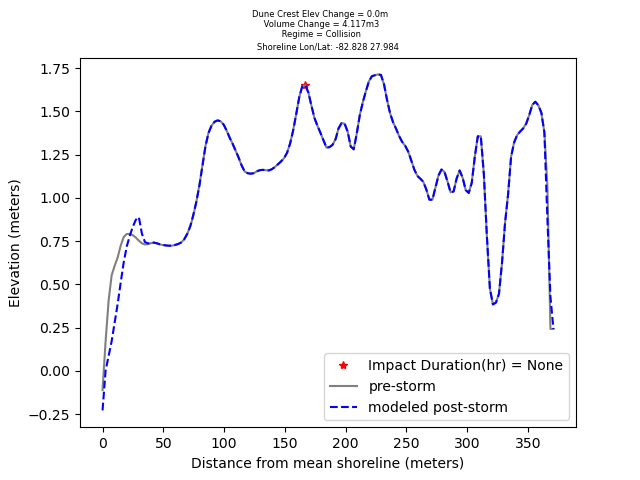 Dune Crest Elev Change = 0.0m
Volume Change = 4.117m3
Regime = Collision
Shoreline Lon/Lat: -82.828 27.984
1.75
1.50
1.25
1.00
0.75
0.50
0.25
0.00
−0.25
Elevation (meters)
Impact Duration(hr) = None
pre-storm
modeled post-storm
0 50 100 150 200 250 300 350
Distance from mean shoreline (meters)